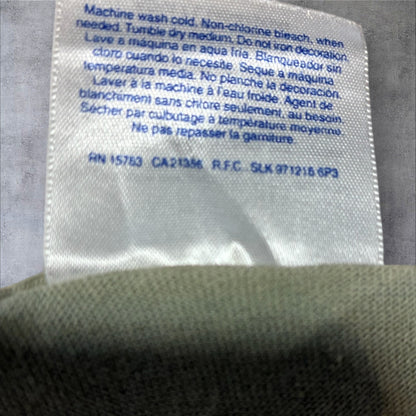 Machine wash cold. Non-chlorine bleach, when
needed. Tumble dry medium. Do not iron decoration.
Lave a máquina en aqua fria. Blanqueador sin
cloro cuando lo necesite. Seque a máquina
temperatura media. No planche la decoración.
Laver à la machine à l'eau froide. Agent de
blanchiment sans chlore seulement, au besoin
Sécher par culbutage à température moyenne
Ne pas repasser la garniture.
RN 15763 CA21356 R.F.C. SLK 971218 6P3